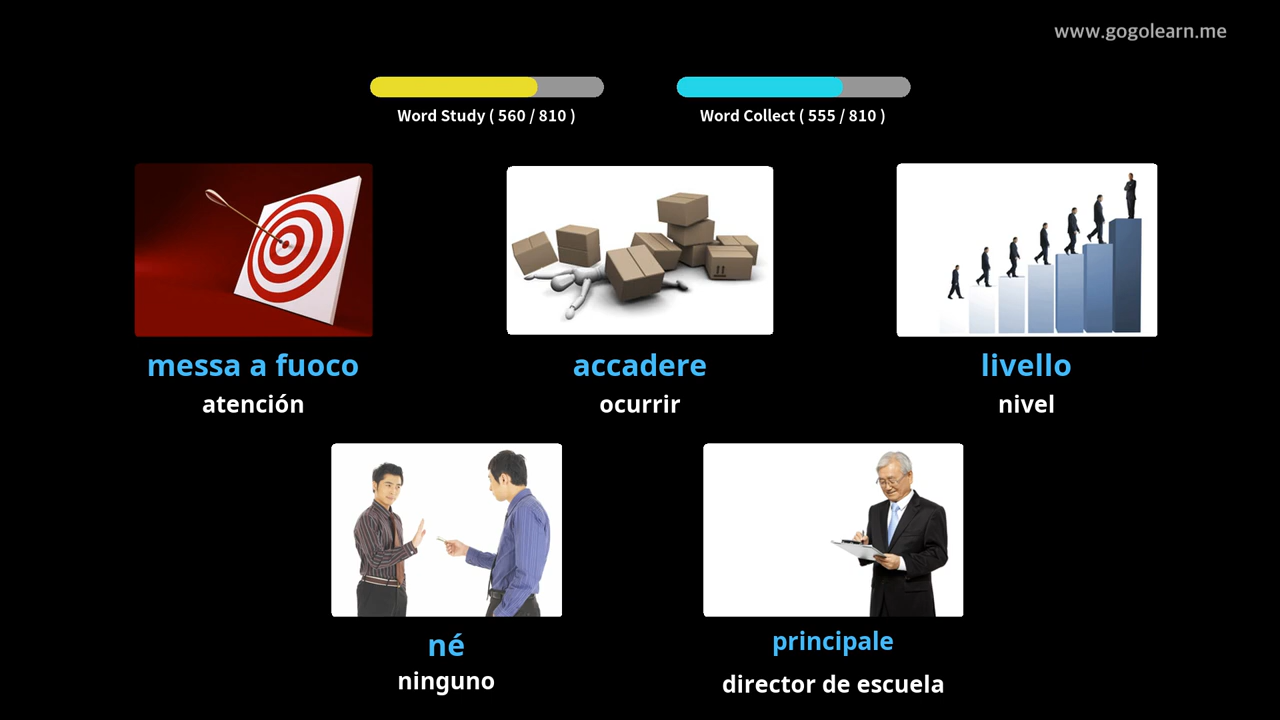 www.gogolearn.me
Word Study ( 560 / 810 )
Word Collect ( 555 / 810 )
messa a fuoco
atención
accadere
ocurrir
livello
nivel
né
ninguno
principale
director de escuela